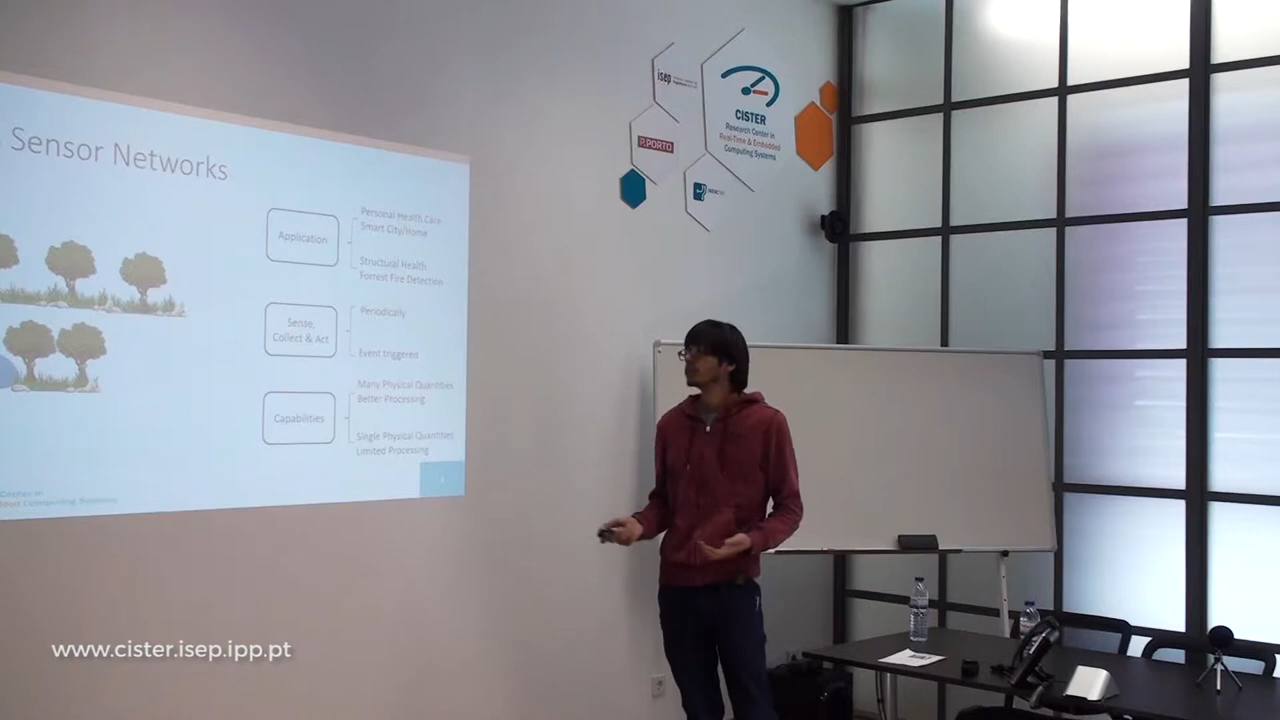 Sensor Networks
Application
Personal Health Care
Smart City/Home
Structural Health
Forrest Fire Detection
Sense,
Collect & Act
Periodically
Event triggered
Capabilities
Many Physical Quantities
Better Processing
Single Physical Quantities
Limited Processing
Computing Systems
isep
P.PORTO
CISTER
Research Center in
Real-Time & Embedded
Computing Systems
www.cister.isep.ipp.pt